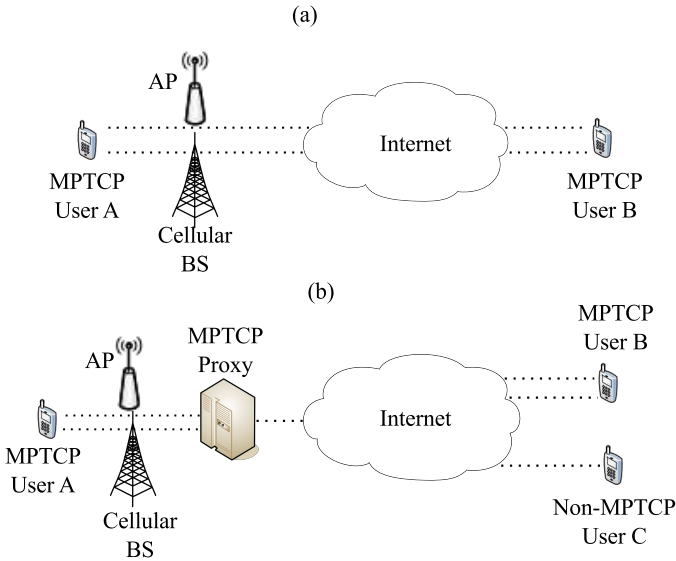 (a)
AP
Internet
MPTCP
User A
MPTCP
User B
Cellular
BS
(b)
MPTCP
User B
MPTCP
Proxy
AP
Internet
MPTCP
User A
Cellular
BS
Non-MPTCP
User C